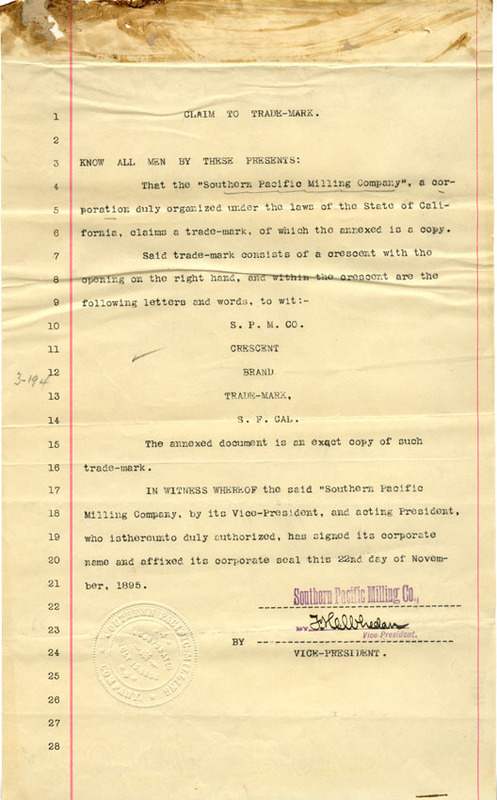 1 CLAIM TO TRADE-MARK.
2
3 KNOW ALL MEN BY THESE PRESENTS:
4 That the "Southern Pacific Milling Company", a cor-
5 poration duly organized under the laws of the State of Cali-
6 fornia, claims a trade-mark, of which the annexed is a copy.
7 Said trade-mark consists of a crescent with the
8 opening on the right hand, and within the crescent are the
9 following letters and words, to wit:-
10 S. P. M. CO.
11 CRESCENT
3-194
12 BRAND
13 TRADE-MARK,
14 S. F. CAL.
15 The annexed document is an exact copy of such
16 trade-mark.
17 IN WITNESS WHEREOF the said "Southern Pacific
18 Milling Company, by its Vice-President, and acting President,
19 who isthereunto duly authorized, has signed its corporate
20 name and affixed its corporate seal this 22nd day of Novem-
21 ber, 1895.
Southern Pacific Milling Co.,
22
23
Vice President.
BY
24 VICE-PRESIDENT.
SOUTHERN PACIFIC MILLING COMPANY
25
26
27
28